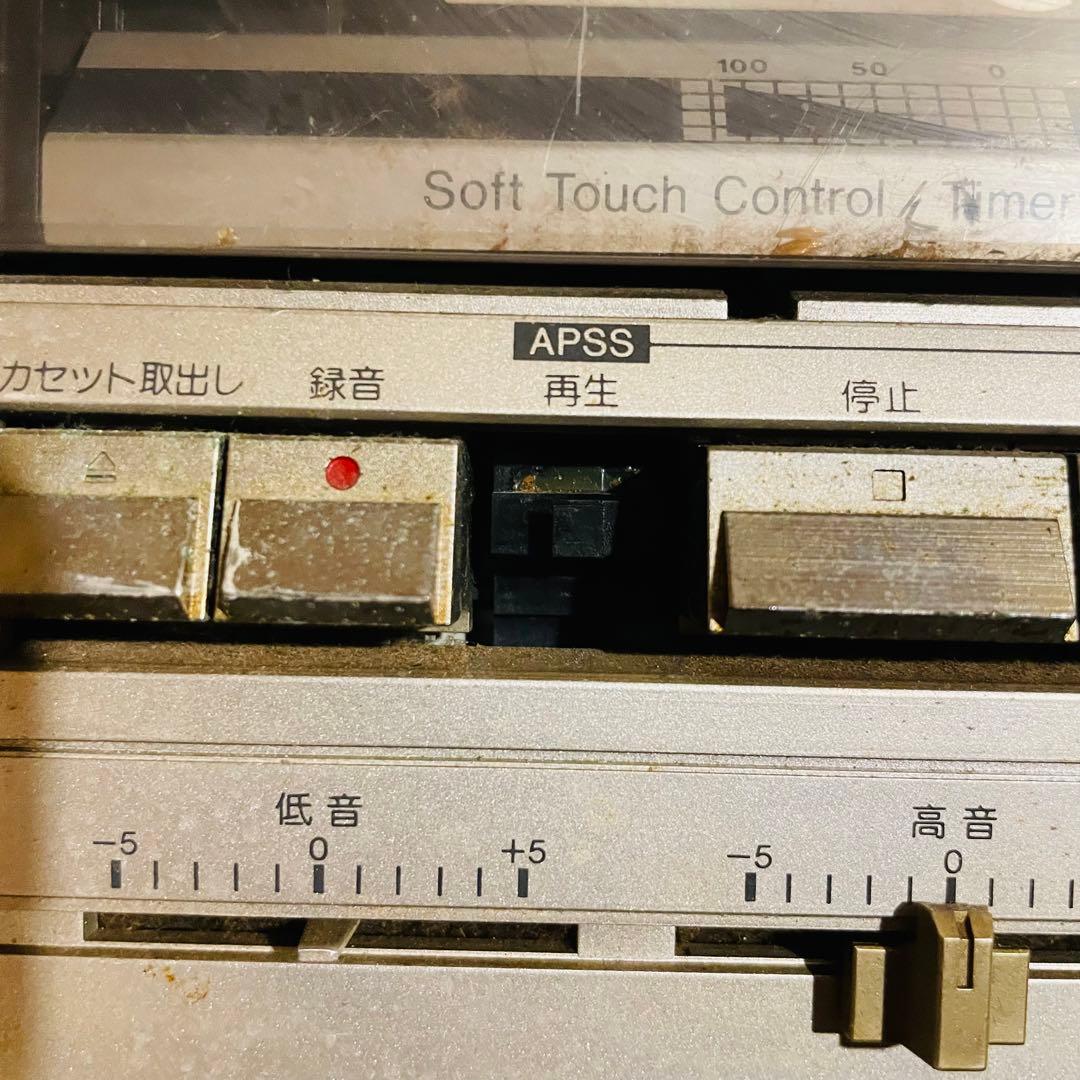 100 50 0
Soft Touch Control / Timer
APSS
カセット取出し 録音 再生 停止
低音 高音
-5 0 +5 -5 0